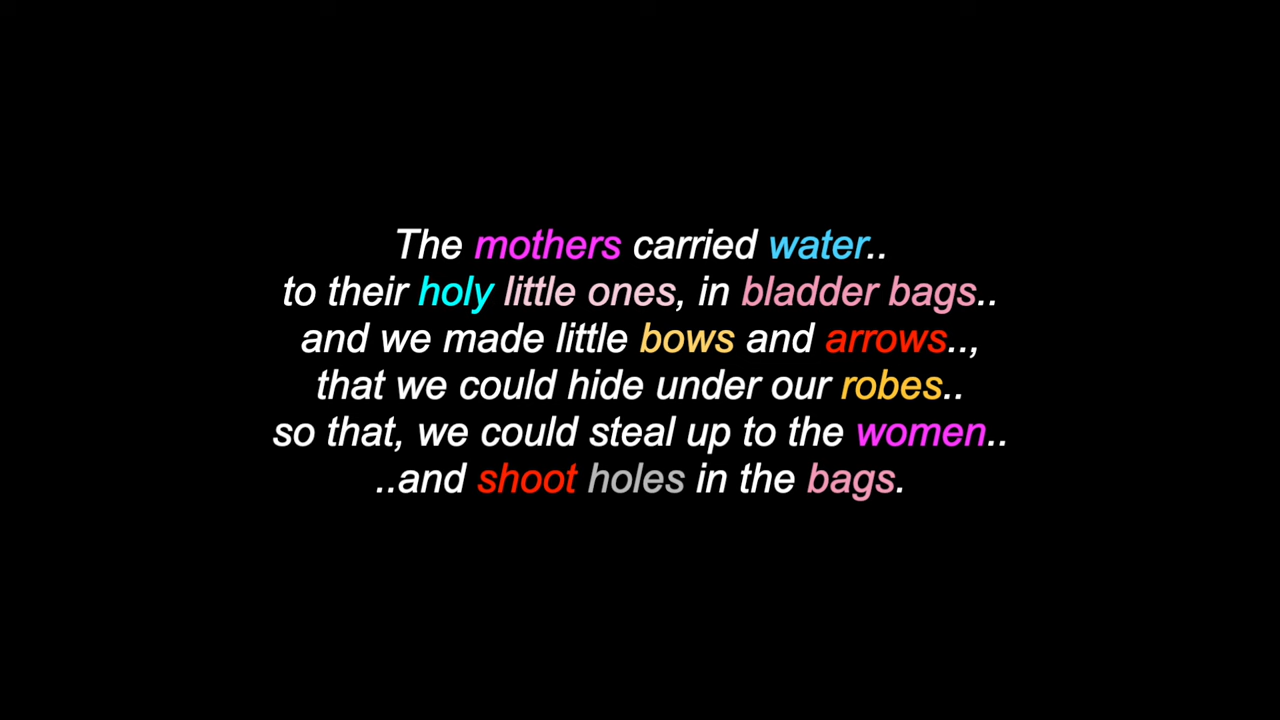 The mothers carried water..
to their holy little ones, in bladder bags..
and we made little bows and arrows..,
that we could hide under our robes..
so that, we could steal up to the women..
..and shoot holes in the bags.